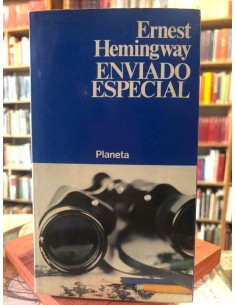 Ernest
Hemingway
ENVIADO
ESPECIAL
Planeta